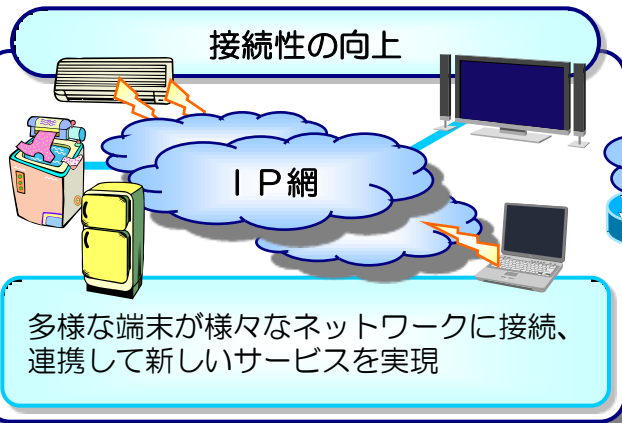 接続性の向上
ＩＰ網
多様な端末が様々なネットワークに接続、
連携して新しいサービスを実現